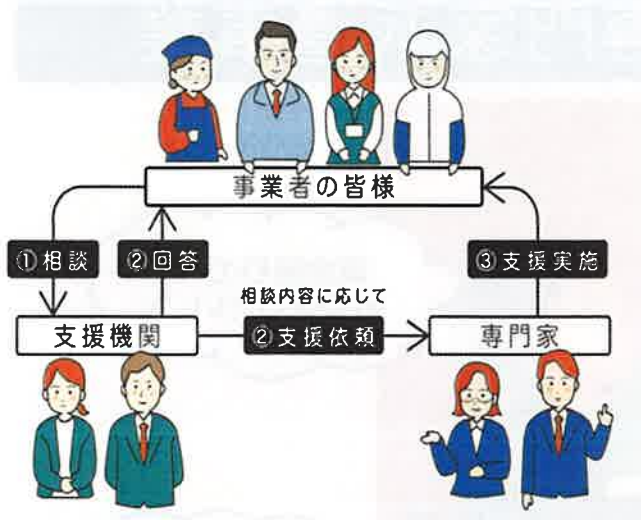 事業者の皆様
①相談
②回答
③支援実施
相談内容に応じて
支援機関
②支援依頼
専門家